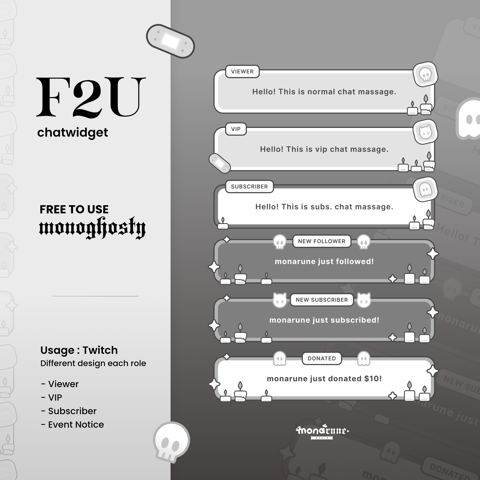 F2U
chatwidget
FREE TO USE
monoghosty
Usage : Twitch
Different design each role
- Viewer
- VIP
- Subscriber
- Event Notice
VIEWER
Hello! This is normal chat massage.
VIP
Hello! This is vip chat massage.
SUBSCRIBER
Hello! This is subs. chat massage.
NEW FOLLOWER
monarune just followed!
NEW SUBSCRIBER
monarune just subscribed!
DONATED
monarune just donated $10!
monarune